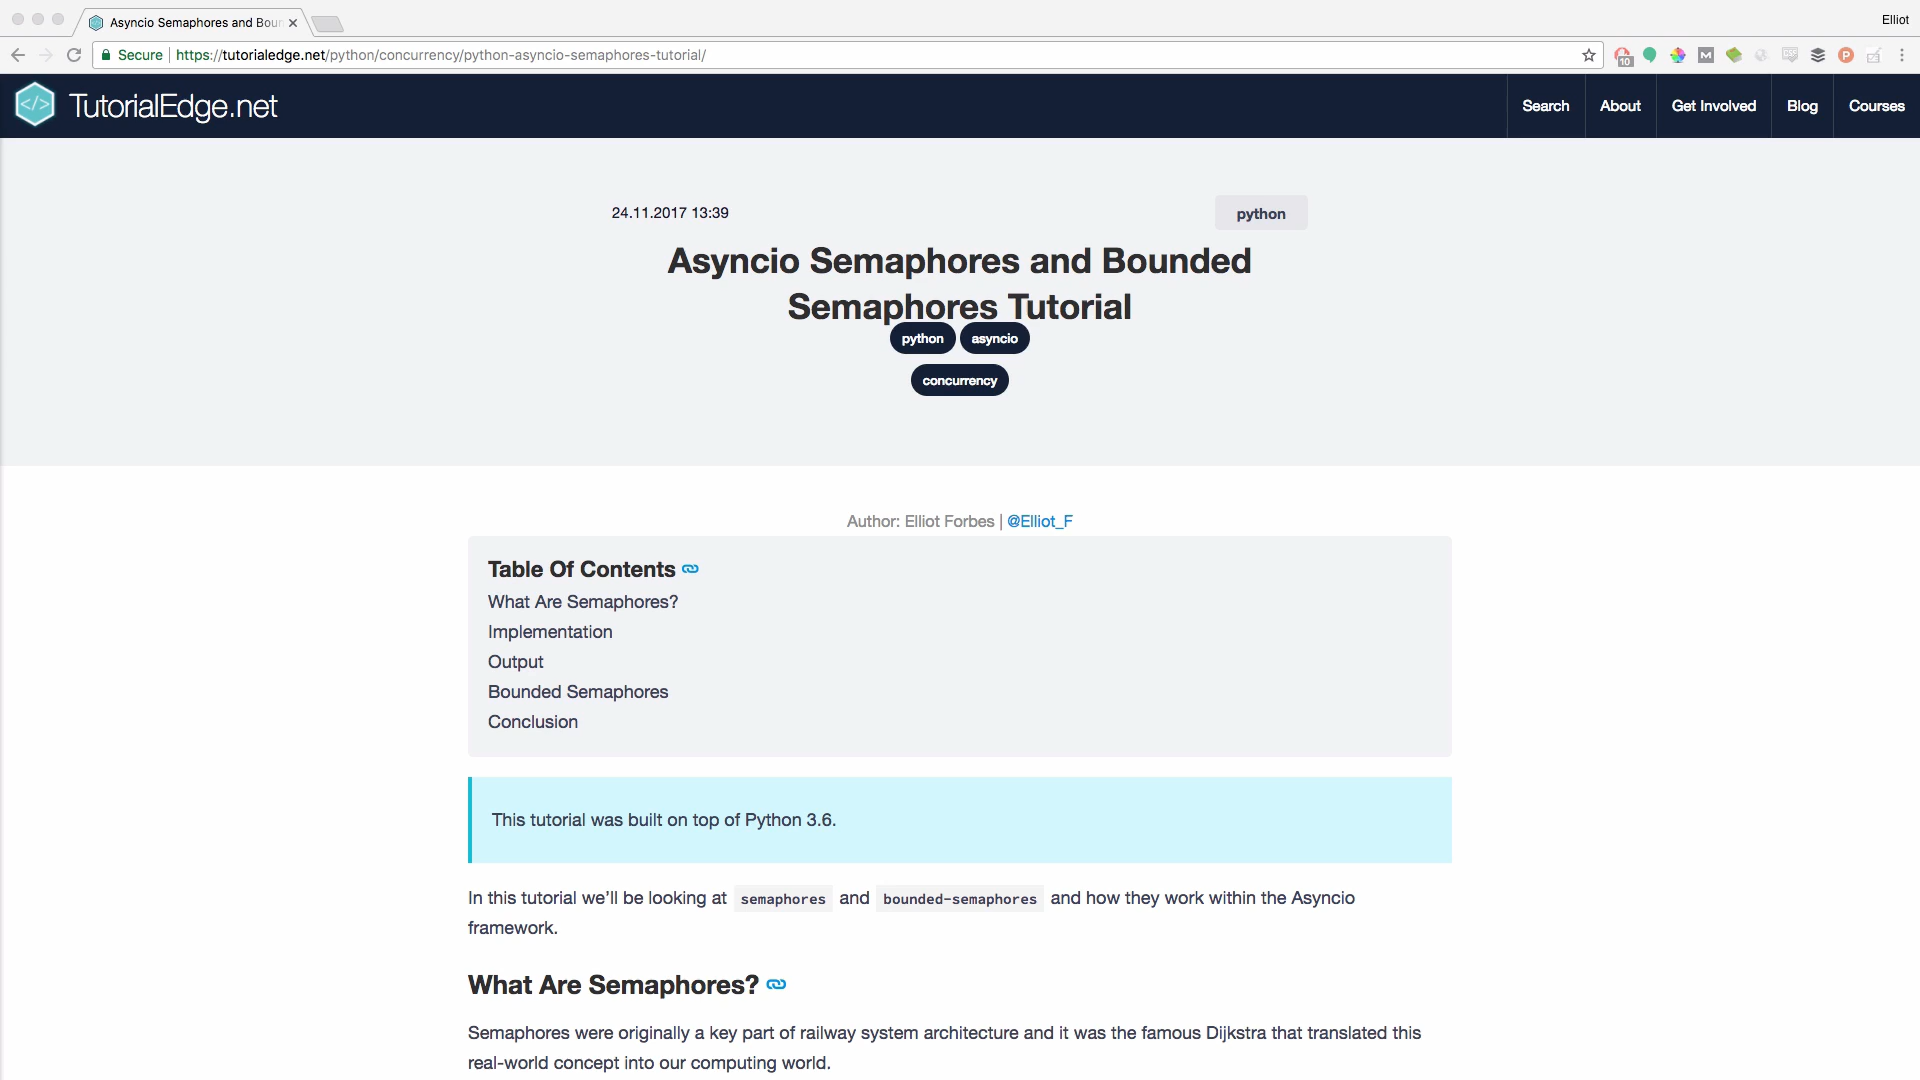 Asyncio Semaphores and Boun
Elliot
Secure https://tutorialedge.net/python/concurrency/python-asyncio-semaphores-tutorial/
10
M
P
</> TutorialEdge.net
Search About Get Involved Blog Courses
24.11.2017 13:39
python
Asyncio Semaphores and Bounded
Semaphores Tutorial
python asyncio
concurrency
Author: Elliot Forbes | @Elliot_F
Table Of Contents
What Are Semaphores?
Implementation
Output
Bounded Semaphores
Conclusion
This tutorial was built on top of Python 3.6.
In this tutorial we'll be looking at semaphores and bounded-semaphores and how they work within the Asyncio
framework.
What Are Semaphores?
Semaphores were originally a key part of railway system architecture and it was the famous Dijkstra that translated this
real-world concept into our computing world.